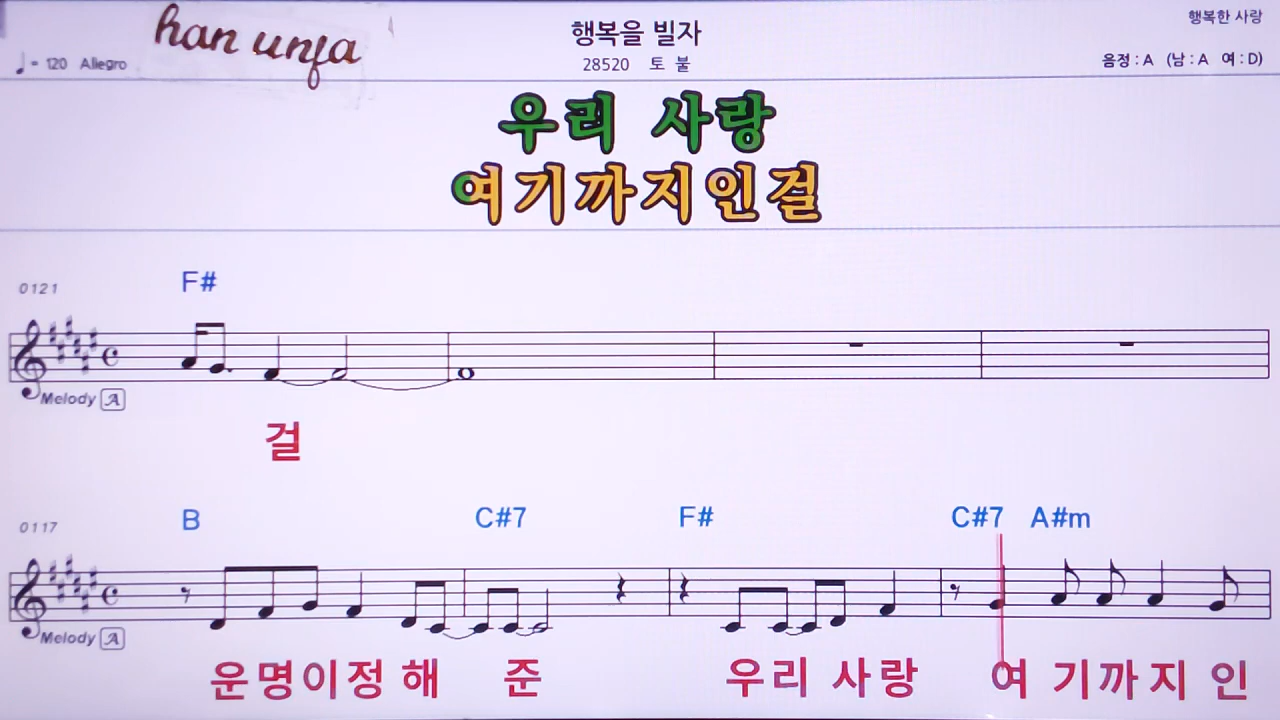 han unfa
행복을 빌자
행복한 사랑
♩= 120 Allegro
28520 토 불
음정 : A (남 : A 여 : D)
우리 사랑
여기까지인걸
0121
F#
Melody A
걸
0117
B C#7 F# C#7 A#m
Melody A
운명이정 해 준 우리 사랑 여 기까지 인